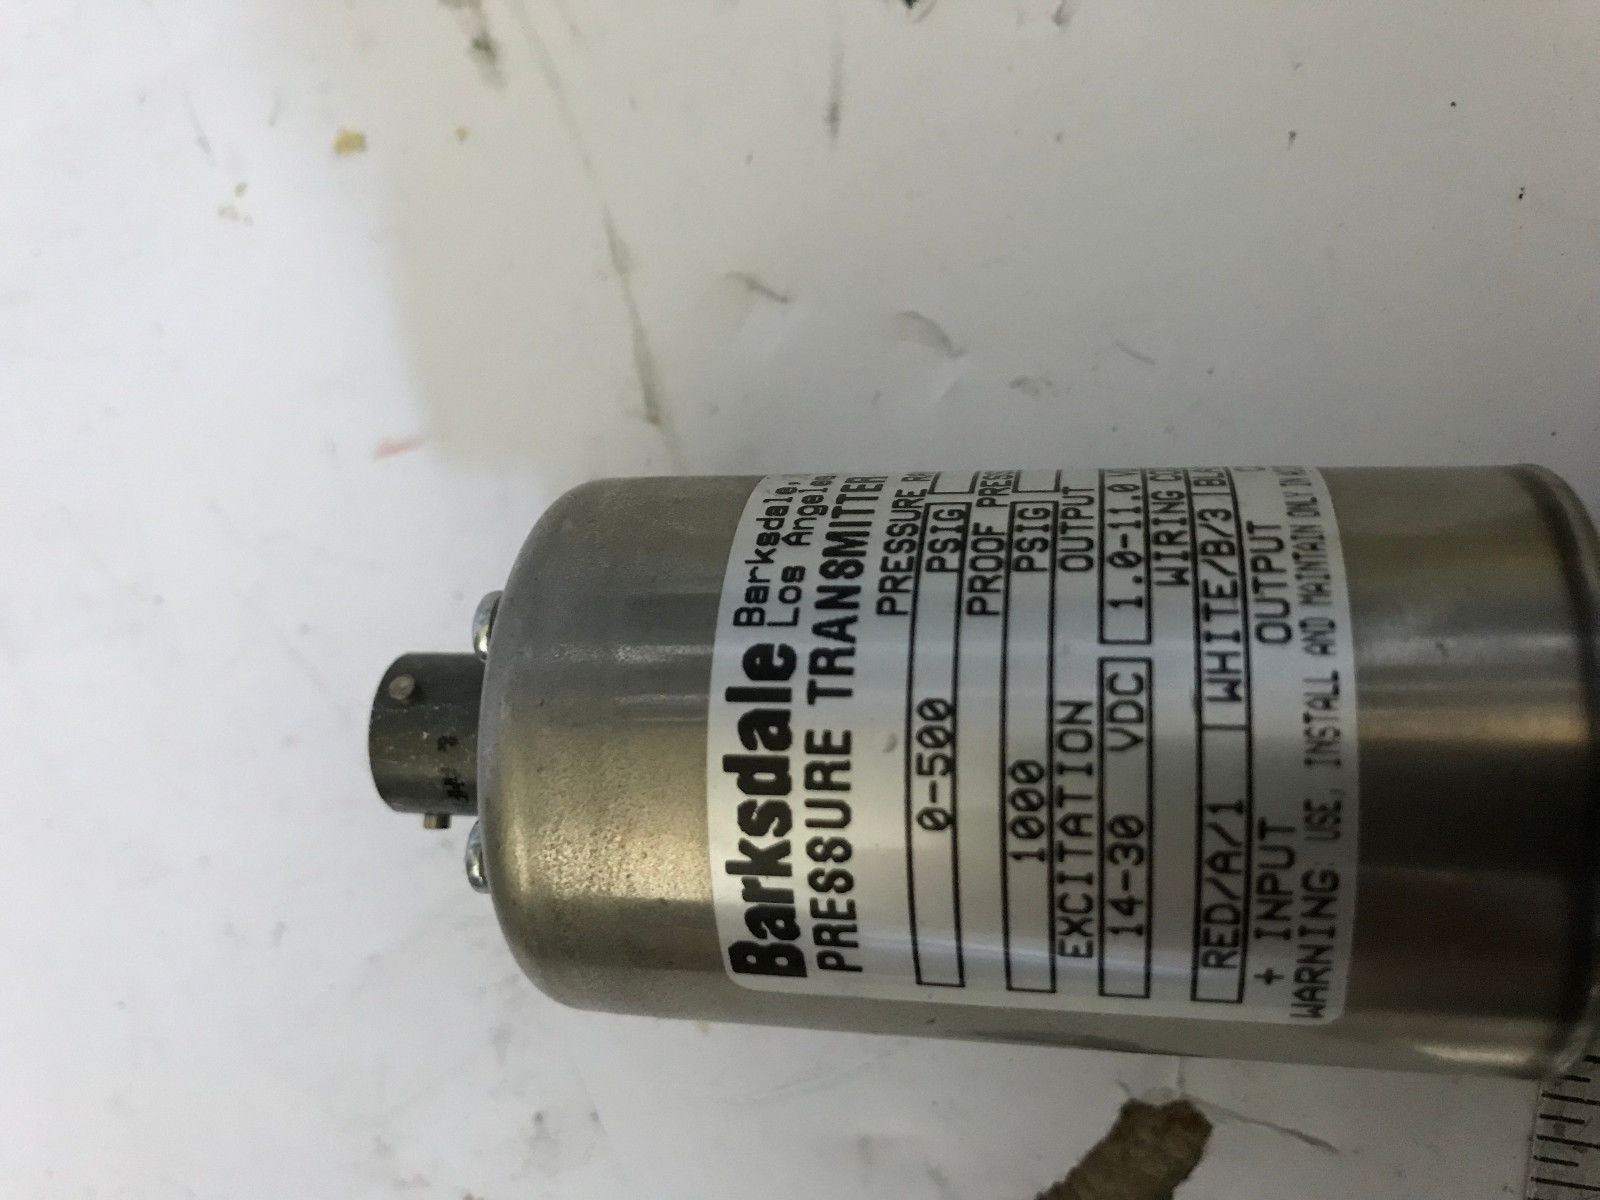 Barksdale Barksdale,
Los Angeles
PRESSURE TRANSMITTER
PRESSURE
0-500 PSIG
PROOF
1000 PSIG
EXCITATION OUTPUT
14-30 VDC 1.0-11.0
WIRING
RED/A/1 WHITE/B/3
+ INPUT OUTPUT
WARNING: USE, INSTALL AND MAINTAIN ONLY IN